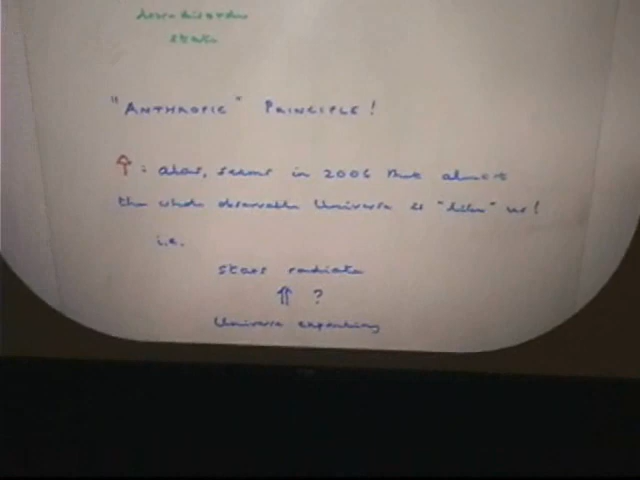 "ANTHROPIC" PRINCIPLE!
⇑: alas, seems in 2006 that almost
the whole observable Universe is "like" us!
i.e.
stars radiate
⇑ ?
Universe expanding